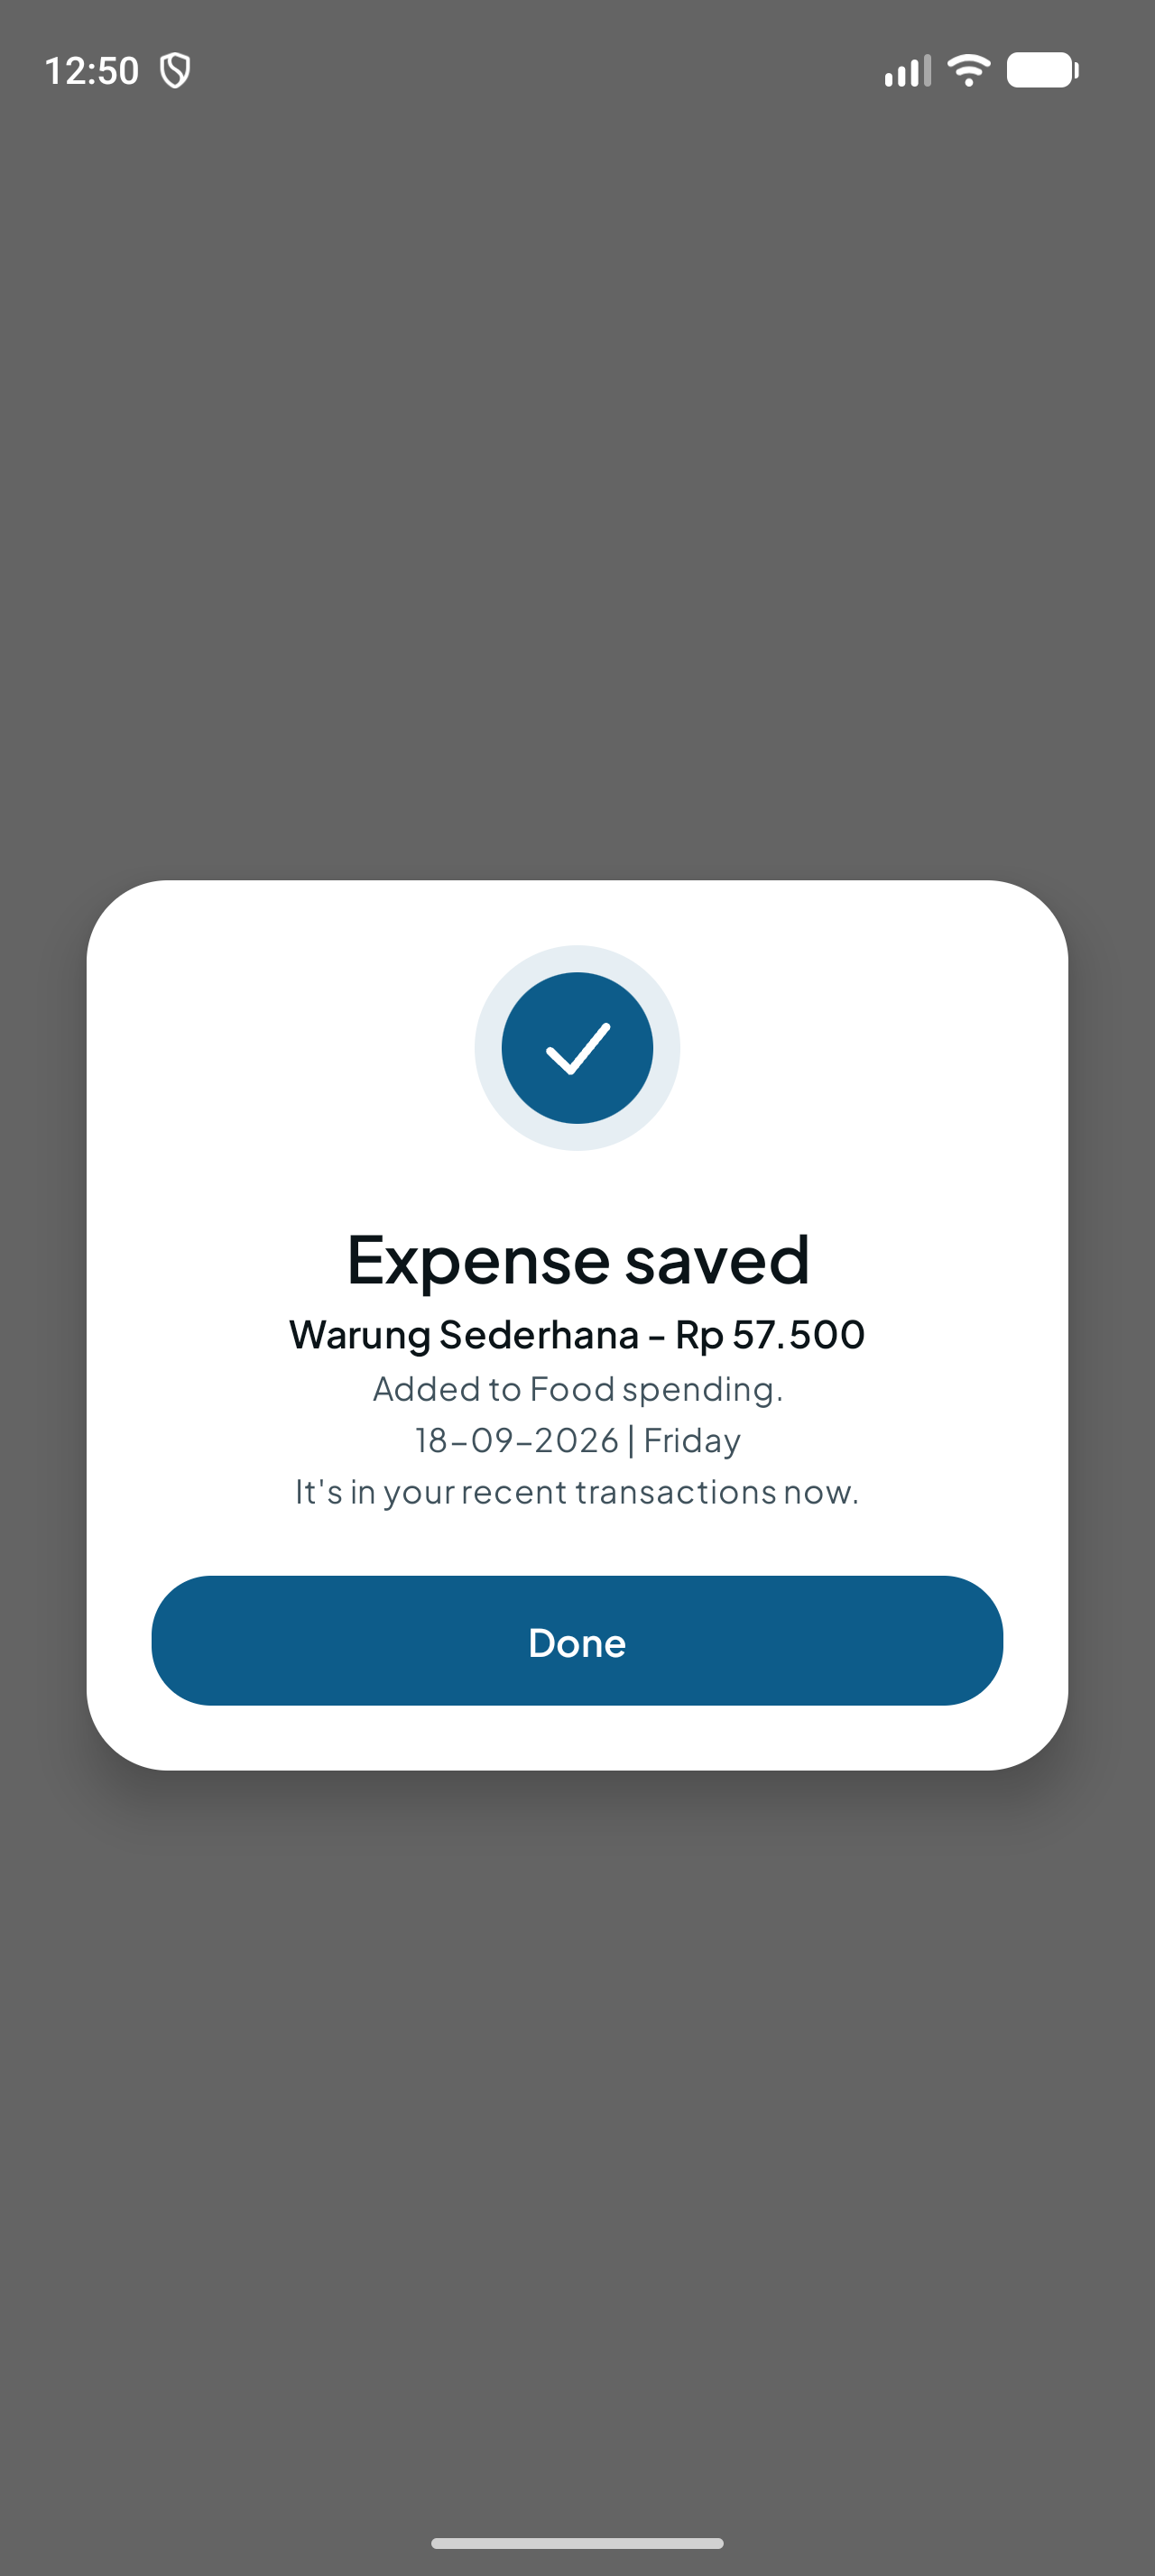 12:50
Expense saved
Warung Sederhana – Rp 57.500
Added to Food spending.
18–09–2026 | Friday
It's in your recent transactions now.
Done